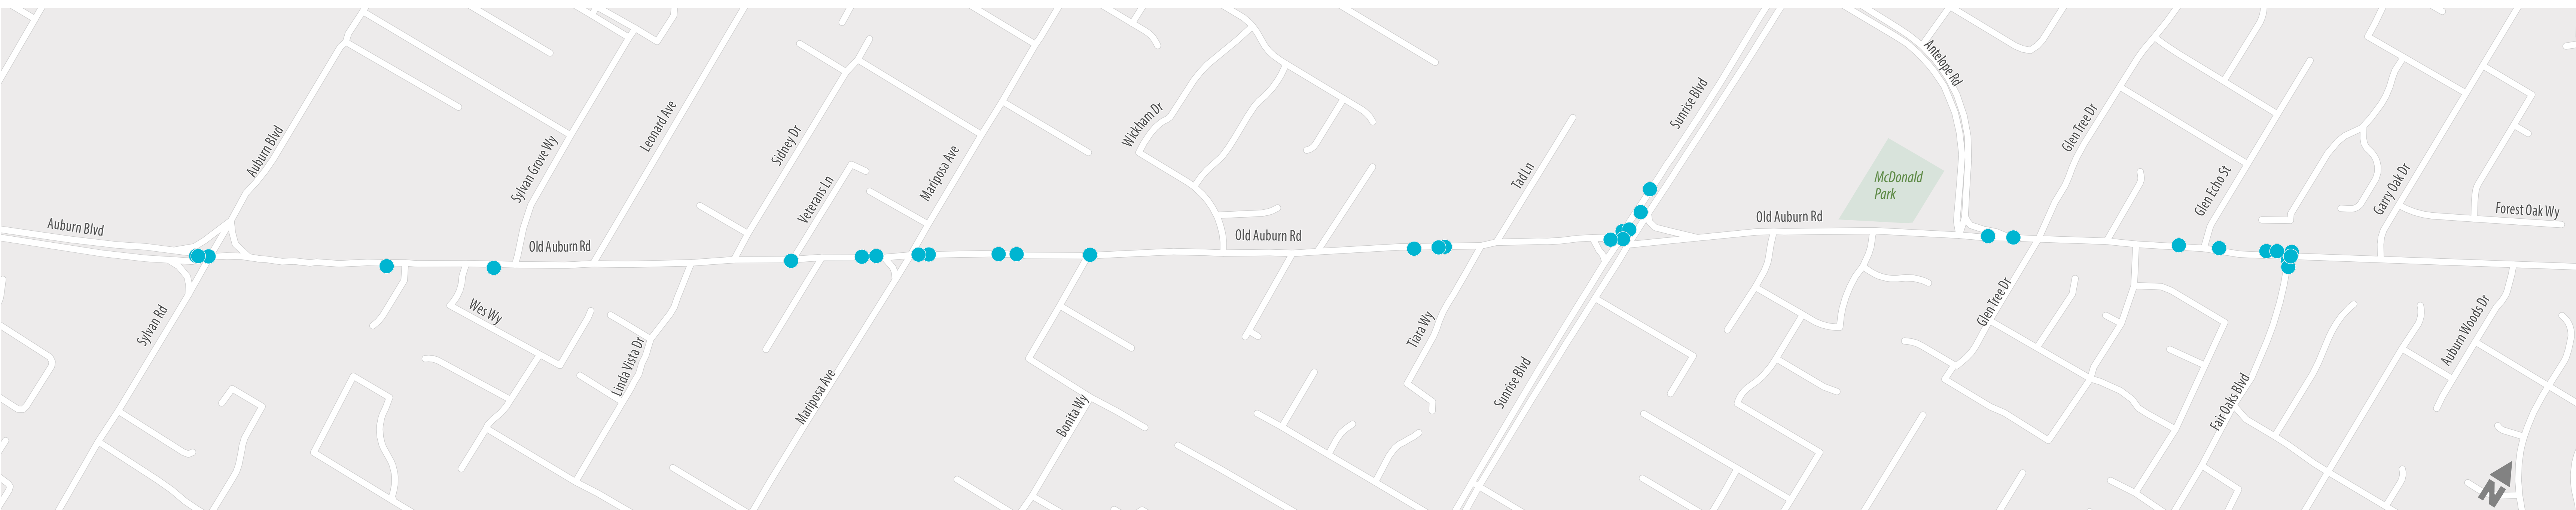 Antelope Rd
Sunrise Blvd
Leonard Ave
Auburn Blvd
Wickham Dr
Glen Tree Dr
Sidney Dr
Sylvan Grove Wy
Mariposa Ave
Tad Ln
McDonald
Park
Veterans Ln
Glen Echo St
Garry Oak Dr
Forest Oak Wy
Auburn Blvd
Old Auburn Rd
Old Auburn Rd
Old Auburn Rd
Sylvan Rd
Wes Wy
Glen Tree Dr
Tiara Wy
Auburn Woods Dr
Linda Vista Dr
Mariposa Ave
Sunrise Blvd
Bonita Wy
Fair Oaks Blvd
N